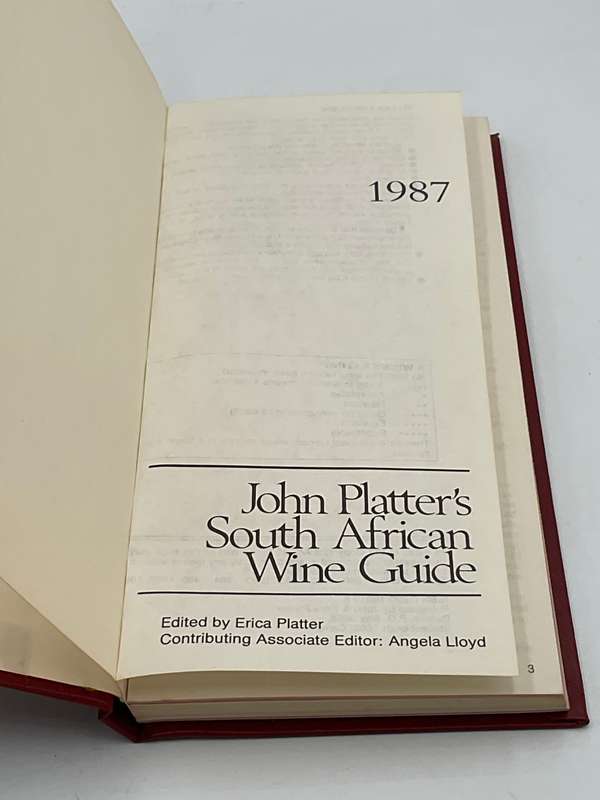 1987
John Platter's
South African
Wine Guide
Edited by Erica Platter
Contributing Associate Editor: Angela Lloyd
3